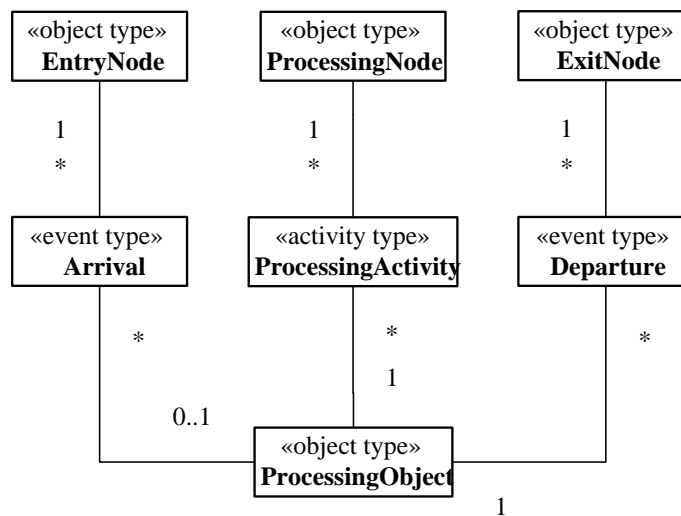 «object type»
EntryNode
«object type»
ProcessingNode
«object type»
ExitNode
1
*
1
*
1
*
«event type»
Arrival
«activity type»
ProcessingActivity
«event type»
Departure
*
*
*
1
0..1
«object type»
ProcessingObject
1